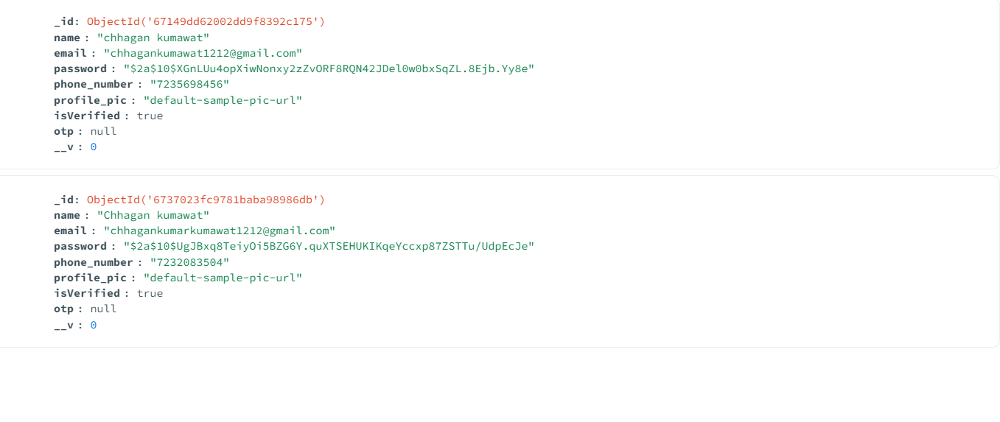 _id: ObjectId('67149dd62002dd9f8392c175')
name : "chhagan kumawat"
email : "chhagankumawat1212@gmail.com"
password : "$2a$10$XGnLUu4opXiwNonxy2zZvORF8RQN42JDel0w0bxSqZL.8Ejb.Yy8e"
phone_number : "7235698456"
profile_pic : "default-sample-pic-url"
isVerified : true
otp : null
__v : 0
_id: ObjectId('6737023fc9781baba98986db')
name : "Chhagan kumawat"
email : "chhagankumarkumawat1212@gmail.com"
password : "$2a$10$UgJBxq8TeiyOi5BZG6Y.quXTSEHUKIKqeYccxp87ZSTTu/UdpEcJe"
phone_number : "7232083504"
profile_pic : "default-sample-pic-url"
isVerified : true
otp : null
__v : 0